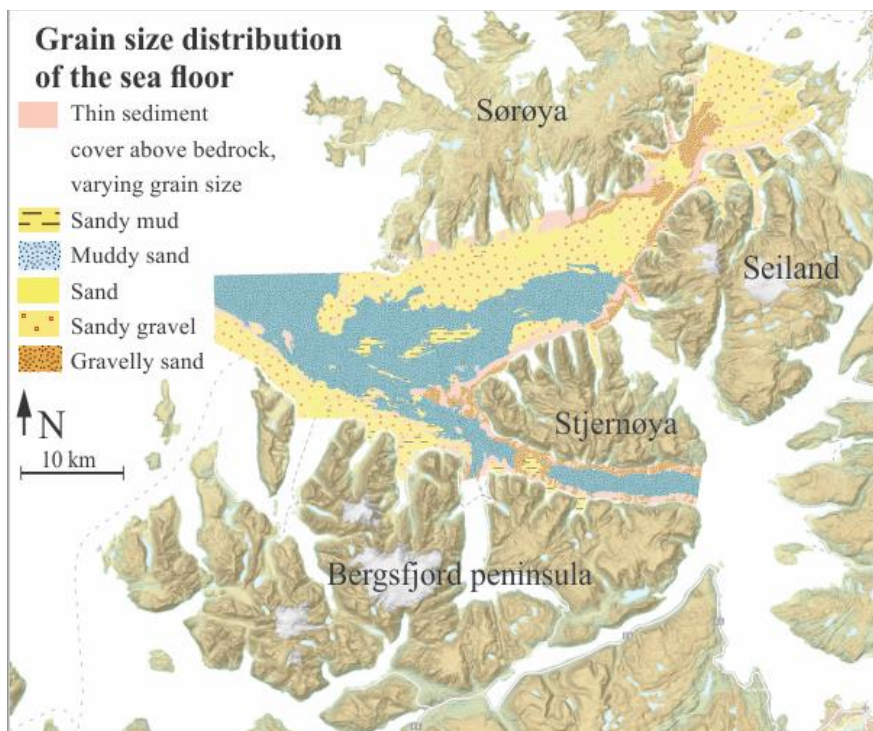 Grain size distribution
of the sea floor
Thin sediment
cover above bedrock,
varying grain size
Sandy mud
Muddy sand
Sand
Sandy gravel
Gravelly sand
N
10 km
Sørøya
Seiland
Stjernøya
Bergsfjord peninsula